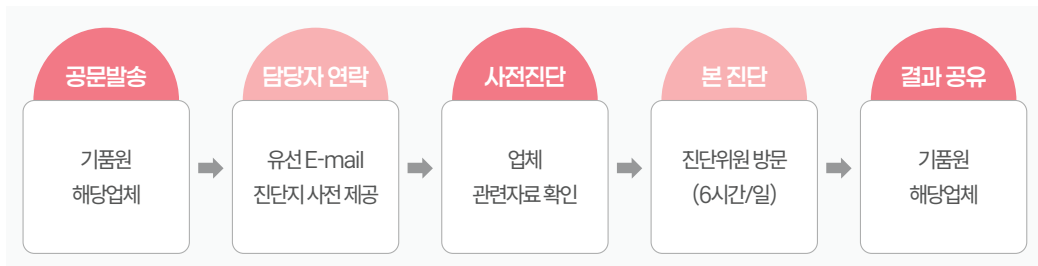 공문발송
기품원
해당업체
담당자 연락
유선 E-mail
진단지 사전 제공
사전진단
업체
관련자료 확인
본 진단
진단위원 방문
(6시간/일)
결과 공유
기품원
해당업체